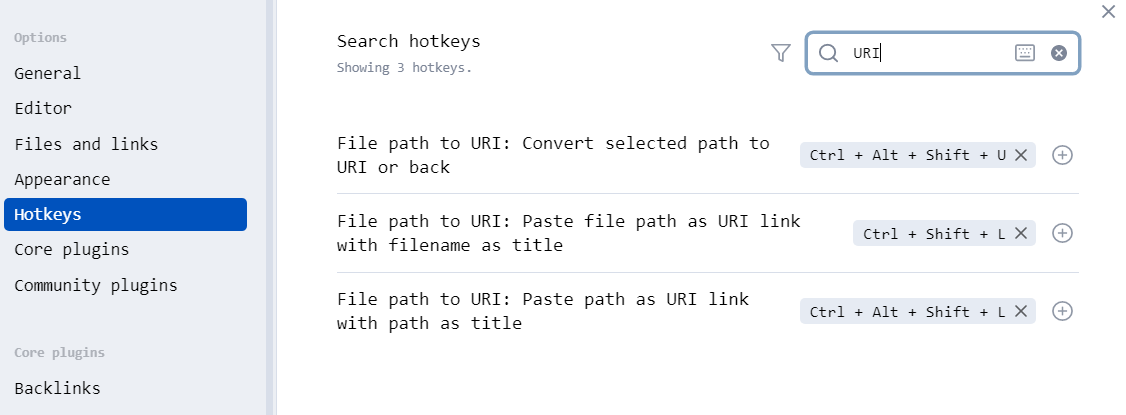 Options
General
Editor
Files and links
Appearance
Hotkeys
Core plugins
Community plugins
Core plugins
Backlinks
Search hotkeys
Showing 3 hotkeys.
URI
File path to URI: Convert selected path to
URI or back
Ctrl + Alt + Shift + U
File path to URI: Paste file path as URI link
with filename as title
Ctrl + Shift + L
File path to URI: Paste path as URI link
with path as title
Ctrl + Alt + Shift + L